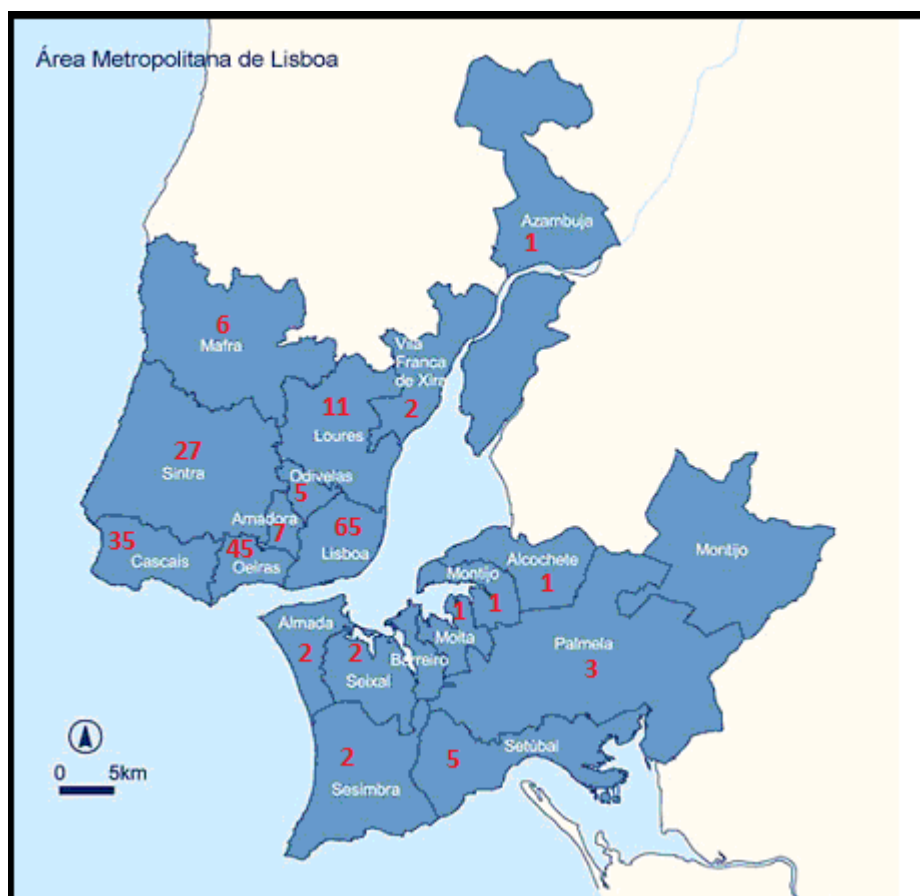 Área Metropolitana de Lisboa
Azambuja
1
6
Mafra
Vila
Franca
de Xira
2
11
Loures
27
Sintra
Odivelas
5
Amadora
7
65
Lisboa
35
Cascais
45
Oeiras
Montijo
Alcochete
1
Montijo
1
1
Moita
Almada
2
2
Seixal
Barreiro
Palmela
3
2
Sesimbra
5
Setúbal
0 5km